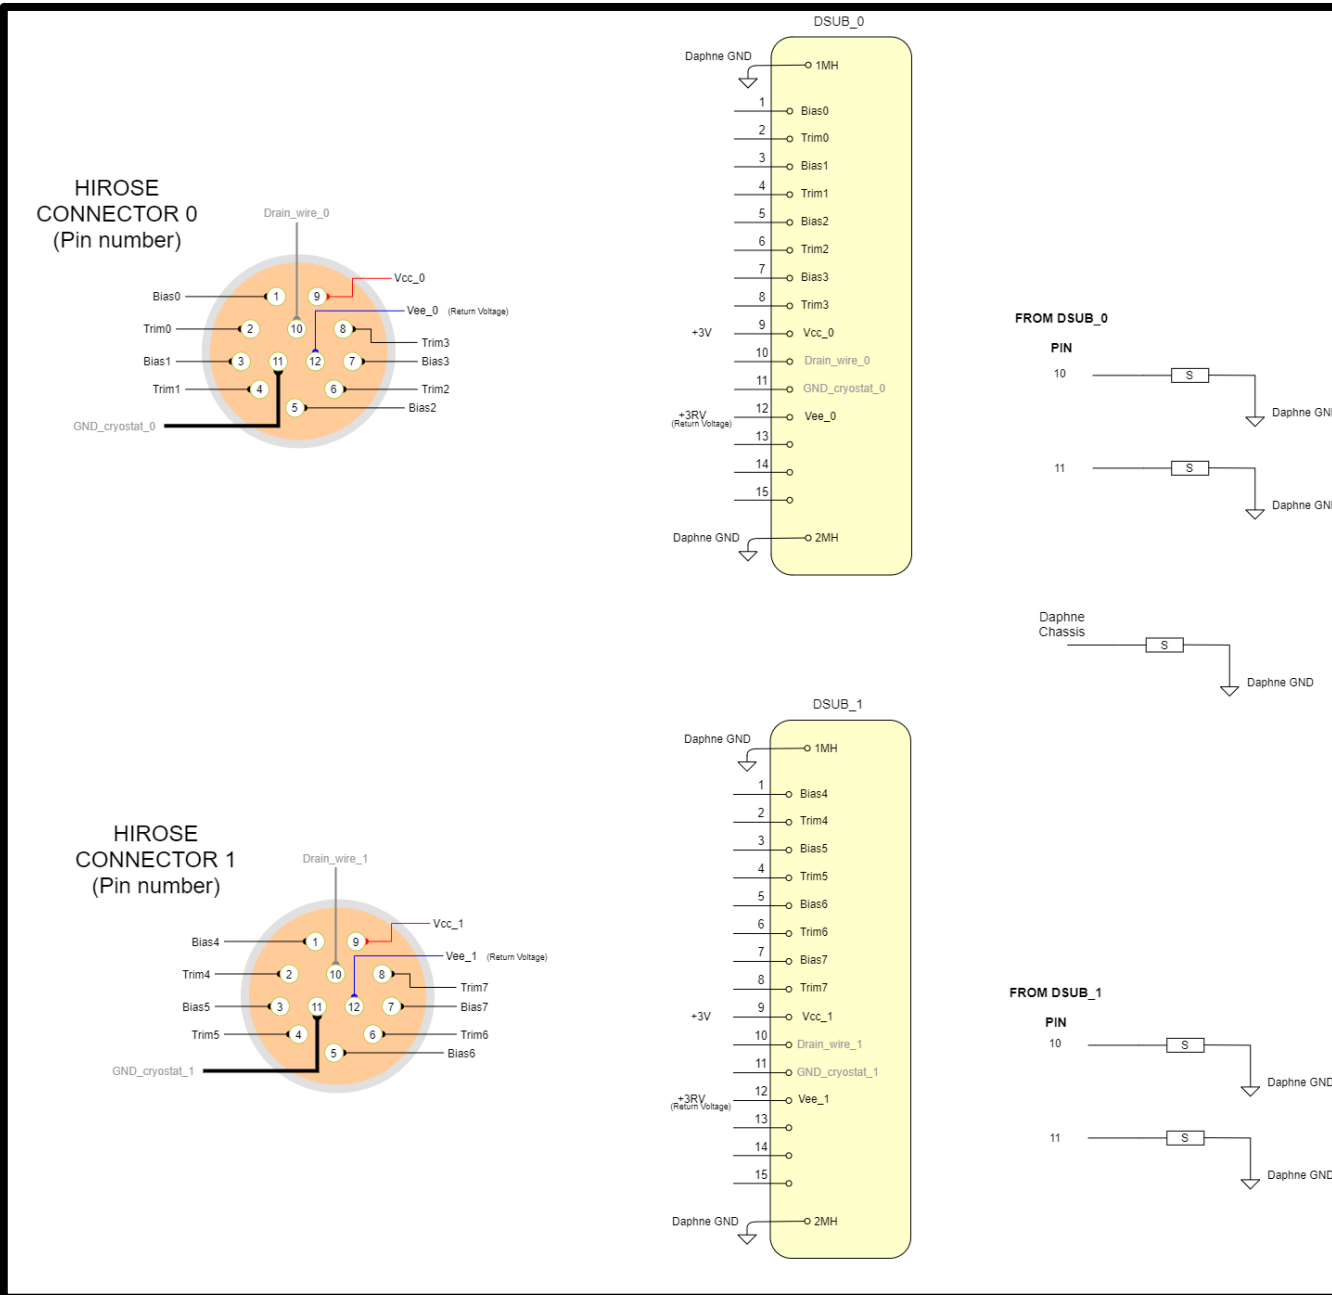 DSUB_0
Daphne GND
1MH
1 Bias0
2 Trim0
3 Bias1
4 Trim1
5 Bias2
6 Trim2
7 Bias3
8 Trim3
+3V 9 Vcc_0
10 Drain_wire_0
11 GND_cryostat_0
+3RV 12 Vee_0
(Return Voltage)
13
14
15
Daphne GND
2MH
HIROSE
CONNECTOR 0
(Pin number)
Drain_wire_0
Vcc_0
Bias0 1 9
Vee_0 (Return Voltage)
Trim0 2 10 8
Trim3
Bias1 3 11 12 7 Bias3
Trim1 4 6 Trim2
5 Bias2
GND_cryostat_0
FROM DSUB_0
PIN
10 S
Daphne GN
11 S
Daphne GN
Daphne
Chassis
S
Daphne GND
DSUB_1
Daphne GND
1MH
1 Bias4
2 Trim4
3 Bias5
4 Trim5
5 Bias6
6 Trim6
7 Bias7
8 Trim7
+3V 9 Vcc_1
10 Drain_wire_1
11 GND_cryostat_1
+3RV 12 Vee_1
(Return Voltage)
13
14
15
Daphne GND
2MH
HIROSE
CONNECTOR 1
(Pin number)
Drain_wire_1
Vcc_1
Bias4 1 9
Vee_1 (Return Voltage)
Trim4 2 10 8
Trim7
Bias5 3 11 12 7 Bias7
Trim5 4 6 Trim6
5 Bias6
GND_cryostat_1
FROM DSUB_1
PIN
10 S
Daphne GND
11 S
Daphne GND